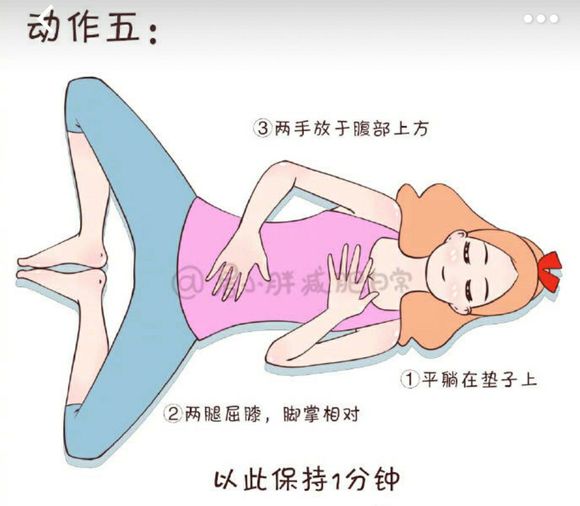 动作五：
③两手放于腹部上方
减肥日常
①平躺在垫子上
②两腿屈膝，脚掌相对
以此保持1分钟